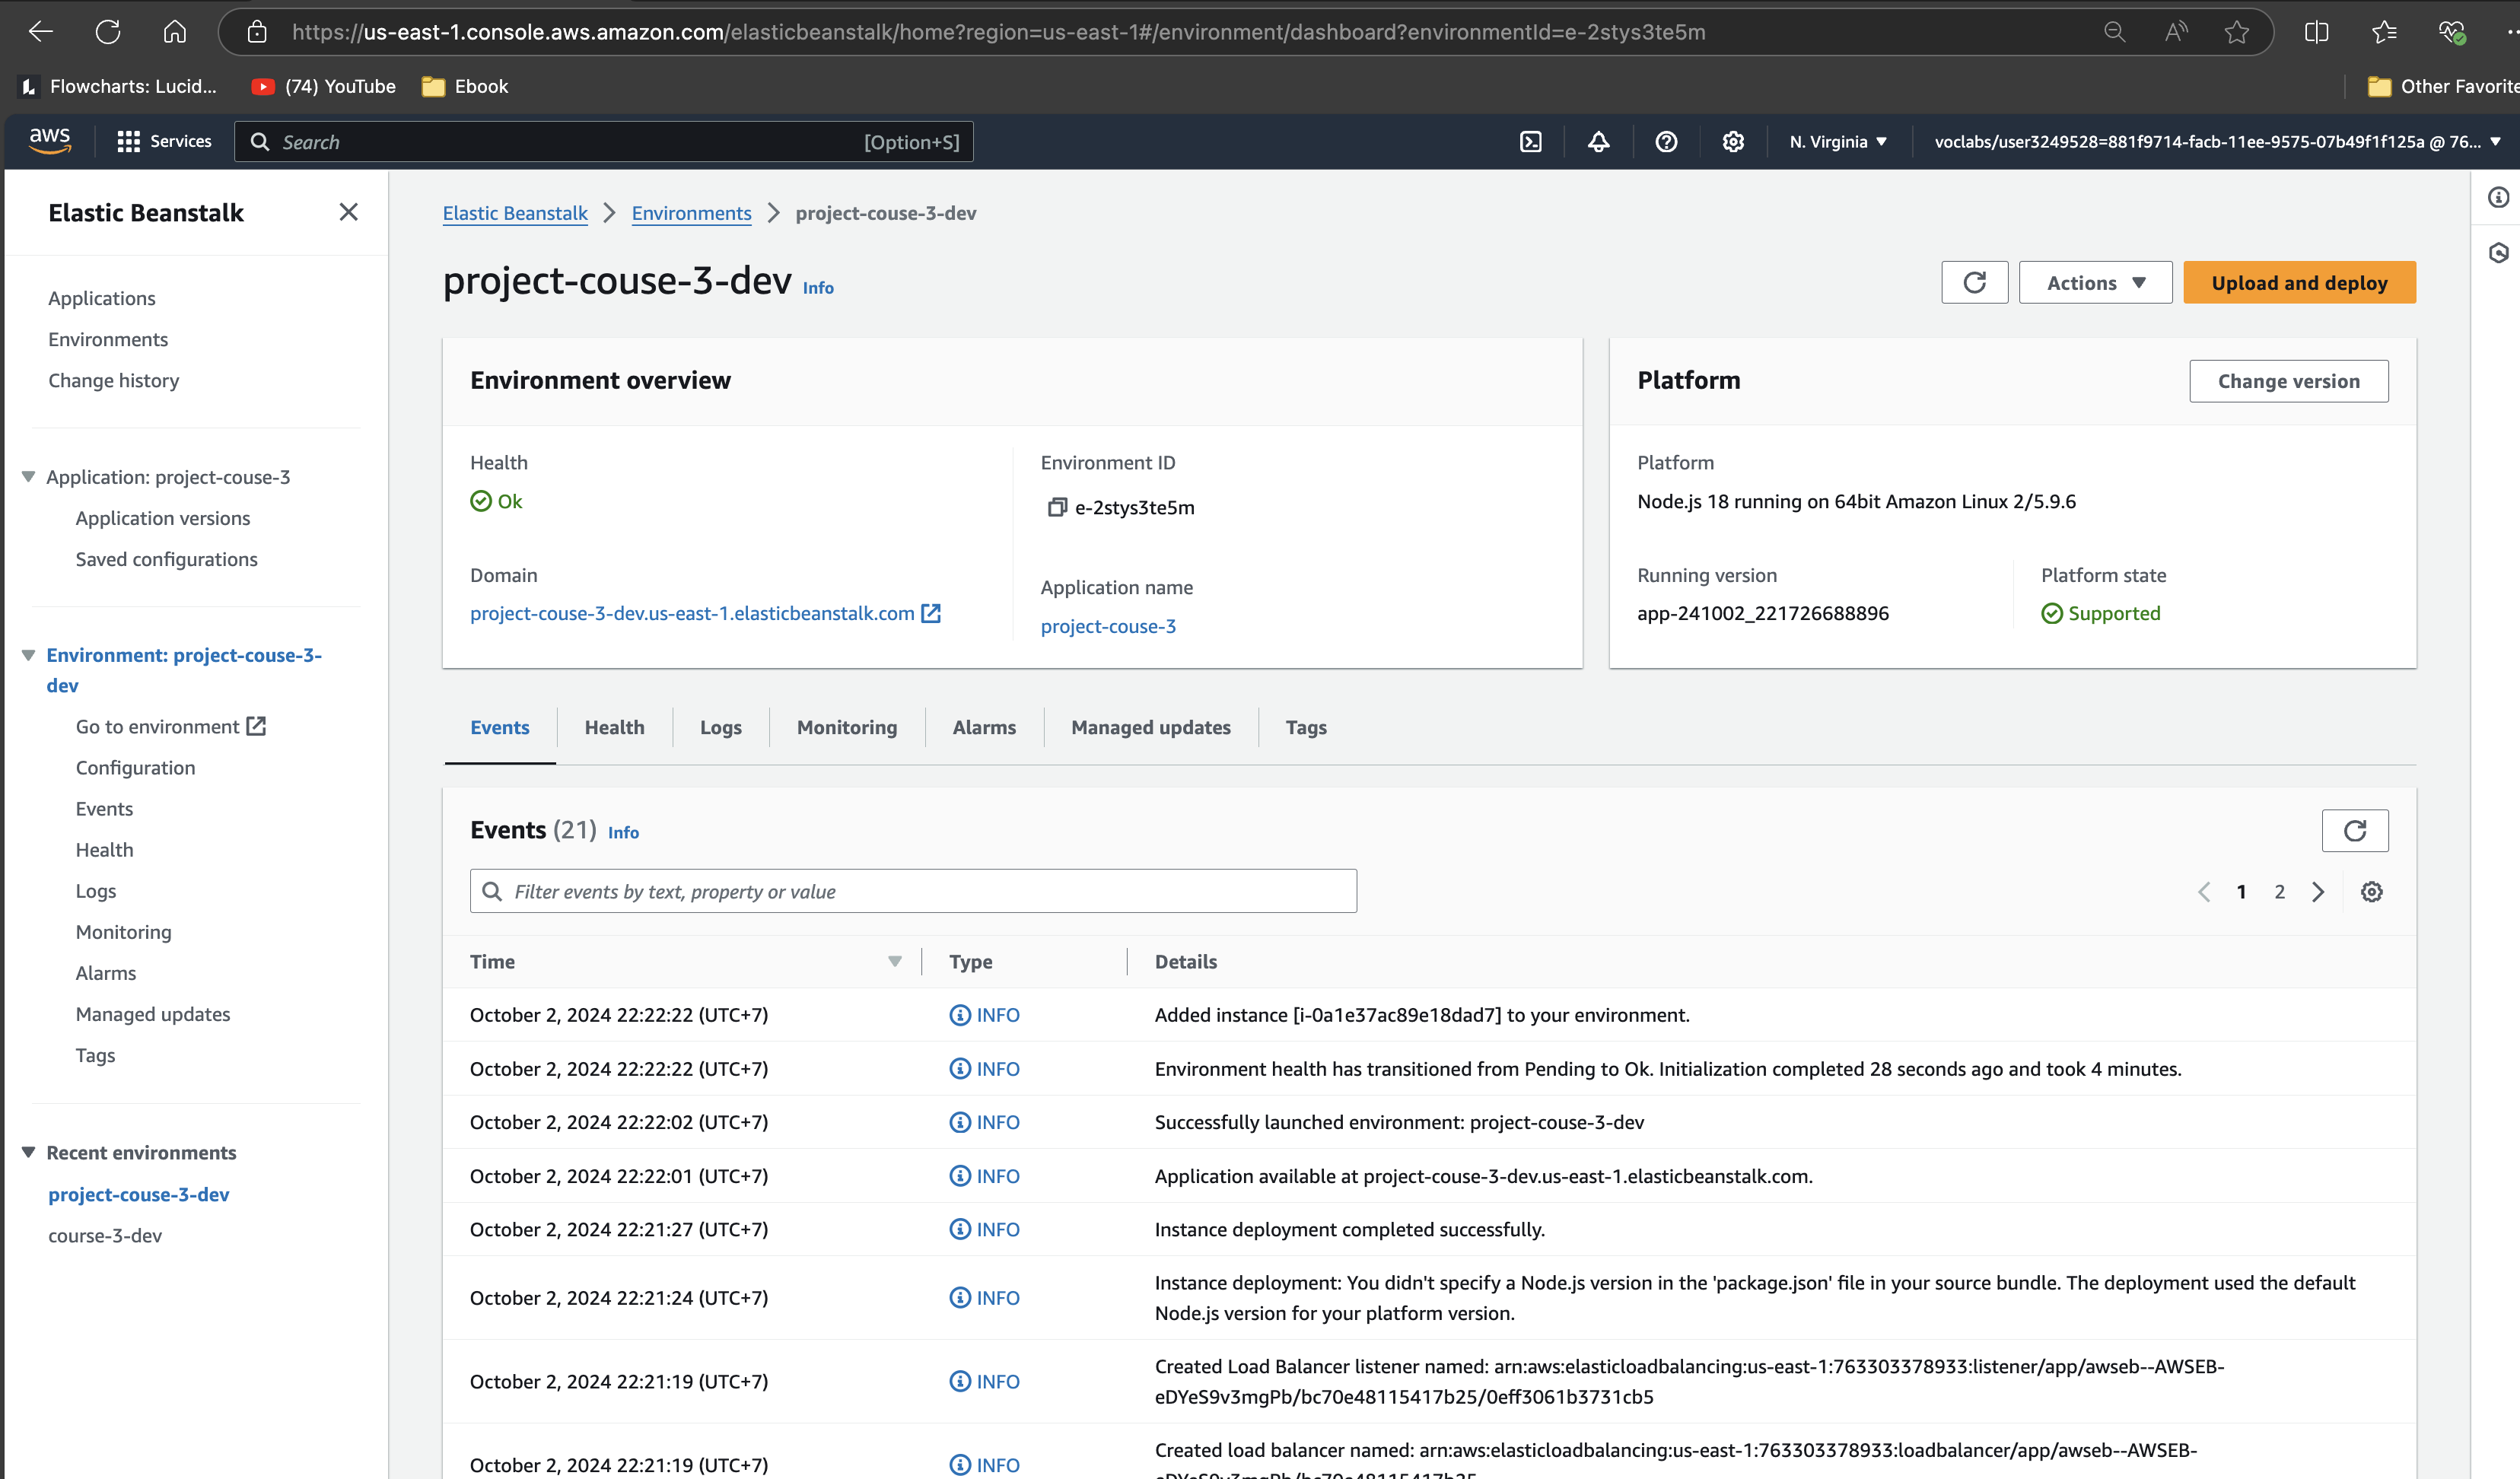 https://us-east-1.console.aws.amazon.com/elasticbeanstalk/home?region=us-east-1#/environment/dashboard?environmentId=e-2stys3te5m
Flowcharts: Lucid... (74) YouTube Ebook Other Favorite
aws Services Search [Option+S] N. Virginia voclabs/user3249528=881f9714-facb-11ee-9575-07b49f1f125a @ 76...
Elastic Beanstalk
Applications
Environments
Change history
Application: project-couse-3
Application versions
Saved configurations
Environment: project-couse-3-
dev
Go to environment
Configuration
Events
Health
Logs
Monitoring
Alarms
Managed updates
Tags
Recent environments
project-couse-3-dev
course-3-dev
Elastic Beanstalk Environments project-couse-3-dev
project-couse-3-dev Info
Actions Upload and deploy
Environment overview
Health
Ok
Environment ID
e-2stys3te5m
Domain
project-couse-3-dev.us-east-1.elasticbeanstalk.com
Application name
project-couse-3
Platform Change version
Platform
Node.js 18 running on 64bit Amazon Linux 2/5.9.6
Running version
app-241002_221726688896
Platform state
Supported
Events Health Logs Monitoring Alarms Managed updates Tags
Events (21) Info
Filter events by text, property or value
1 2
Time Type Details
October 2, 2024 22:22:22 (UTC+7) INFO Added instance [i-0a1e37ac89e18dad7] to your environment.
October 2, 2024 22:22:22 (UTC+7) INFO Environment health has transitioned from Pending to Ok. Initialization completed 28 seconds ago and took 4 minutes.
October 2, 2024 22:22:02 (UTC+7) INFO Successfully launched environment: project-couse-3-dev
October 2, 2024 22:22:01 (UTC+7) INFO Application available at project-couse-3-dev.us-east-1.elasticbeanstalk.com.
October 2, 2024 22:21:27 (UTC+7) INFO Instance deployment completed successfully.
October 2, 2024 22:21:24 (UTC+7) INFO Instance deployment: You didn't specify a Node.js version in the 'package.json' file in your source bundle. The deployment used the default
Node.js version for your platform version.
October 2, 2024 22:21:19 (UTC+7) INFO Created Load Balancer listener named: arn:aws:elasticloadbalancing:us-east-1:763303378933:listener/app/awseb--AWSEB-
eDYeS9v3mgPb/bc70e48115417b25/0eff3061b3731cb5
October 2, 2024 22:21:19 (UTC+7) INFO Created load balancer named: arn:aws:elasticloadbalancing:us-east-1:763303378933:loadbalancer/app/awseb--AWSEB-
eDYeS9v3mgPb/bc70e48115417b25